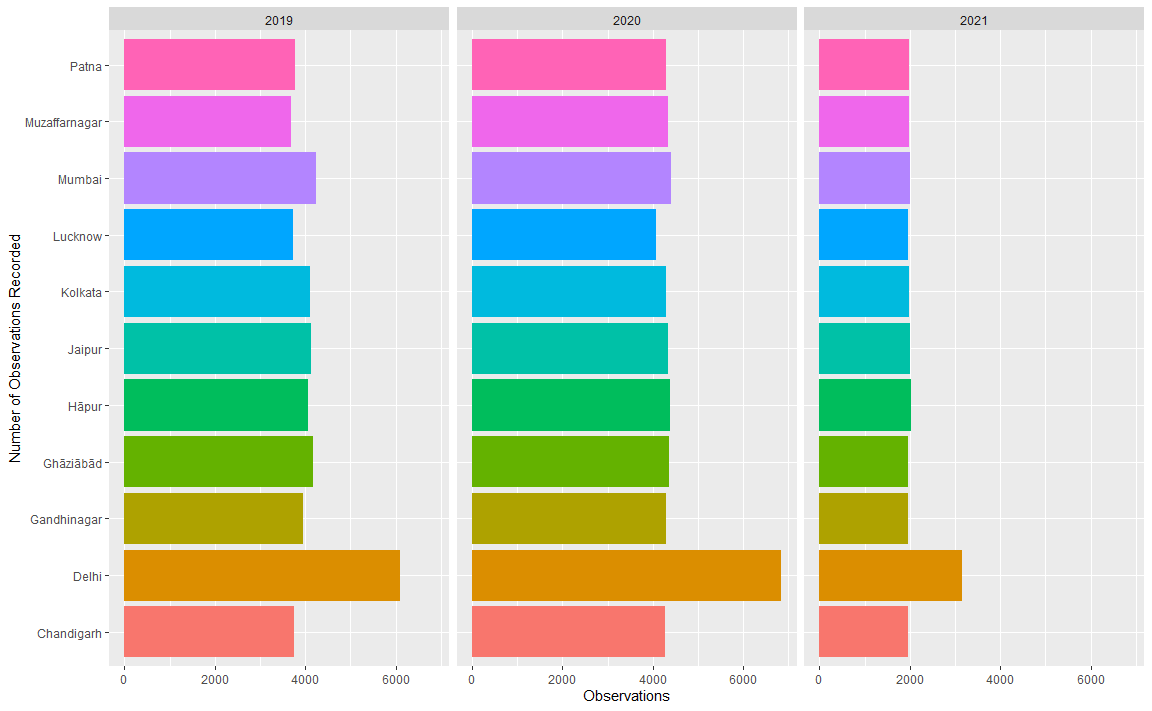 2019 2020 2021
Patna
Muzaffarnagar
Mumbai
Lucknow
Kolkata
Jaipur
Hāpur
Ghāziābād
Gandhinagar
Delhi
Chandigarh
Number of Observations Recorded
0 2000 4000 6000 0 2000 4000 6000 0 2000 4000 6000
Observations